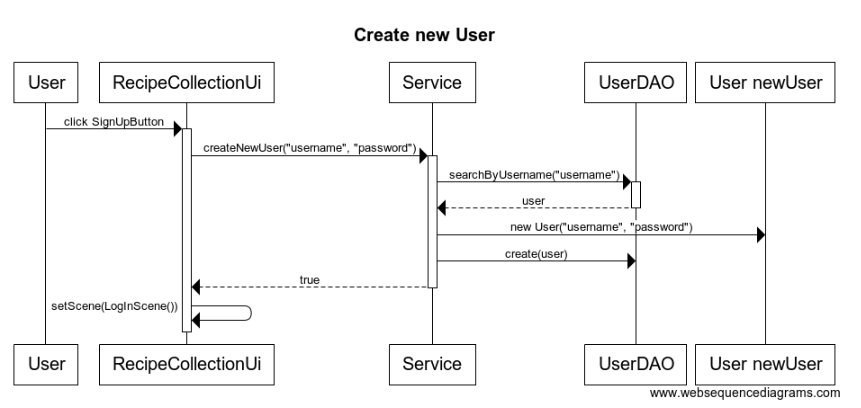 Create new User
User
RecipeCollectionUi
Service
UserDAO
User newUser
click SignUpButton
createNewUser("username", "password")
searchByUsername("username")
user
new User("username", "password")
create(user)
true
setScene(LogInScene())
User
RecipeCollectionUi
Service
UserDAO
User newUser
www.websequencediagrams.com